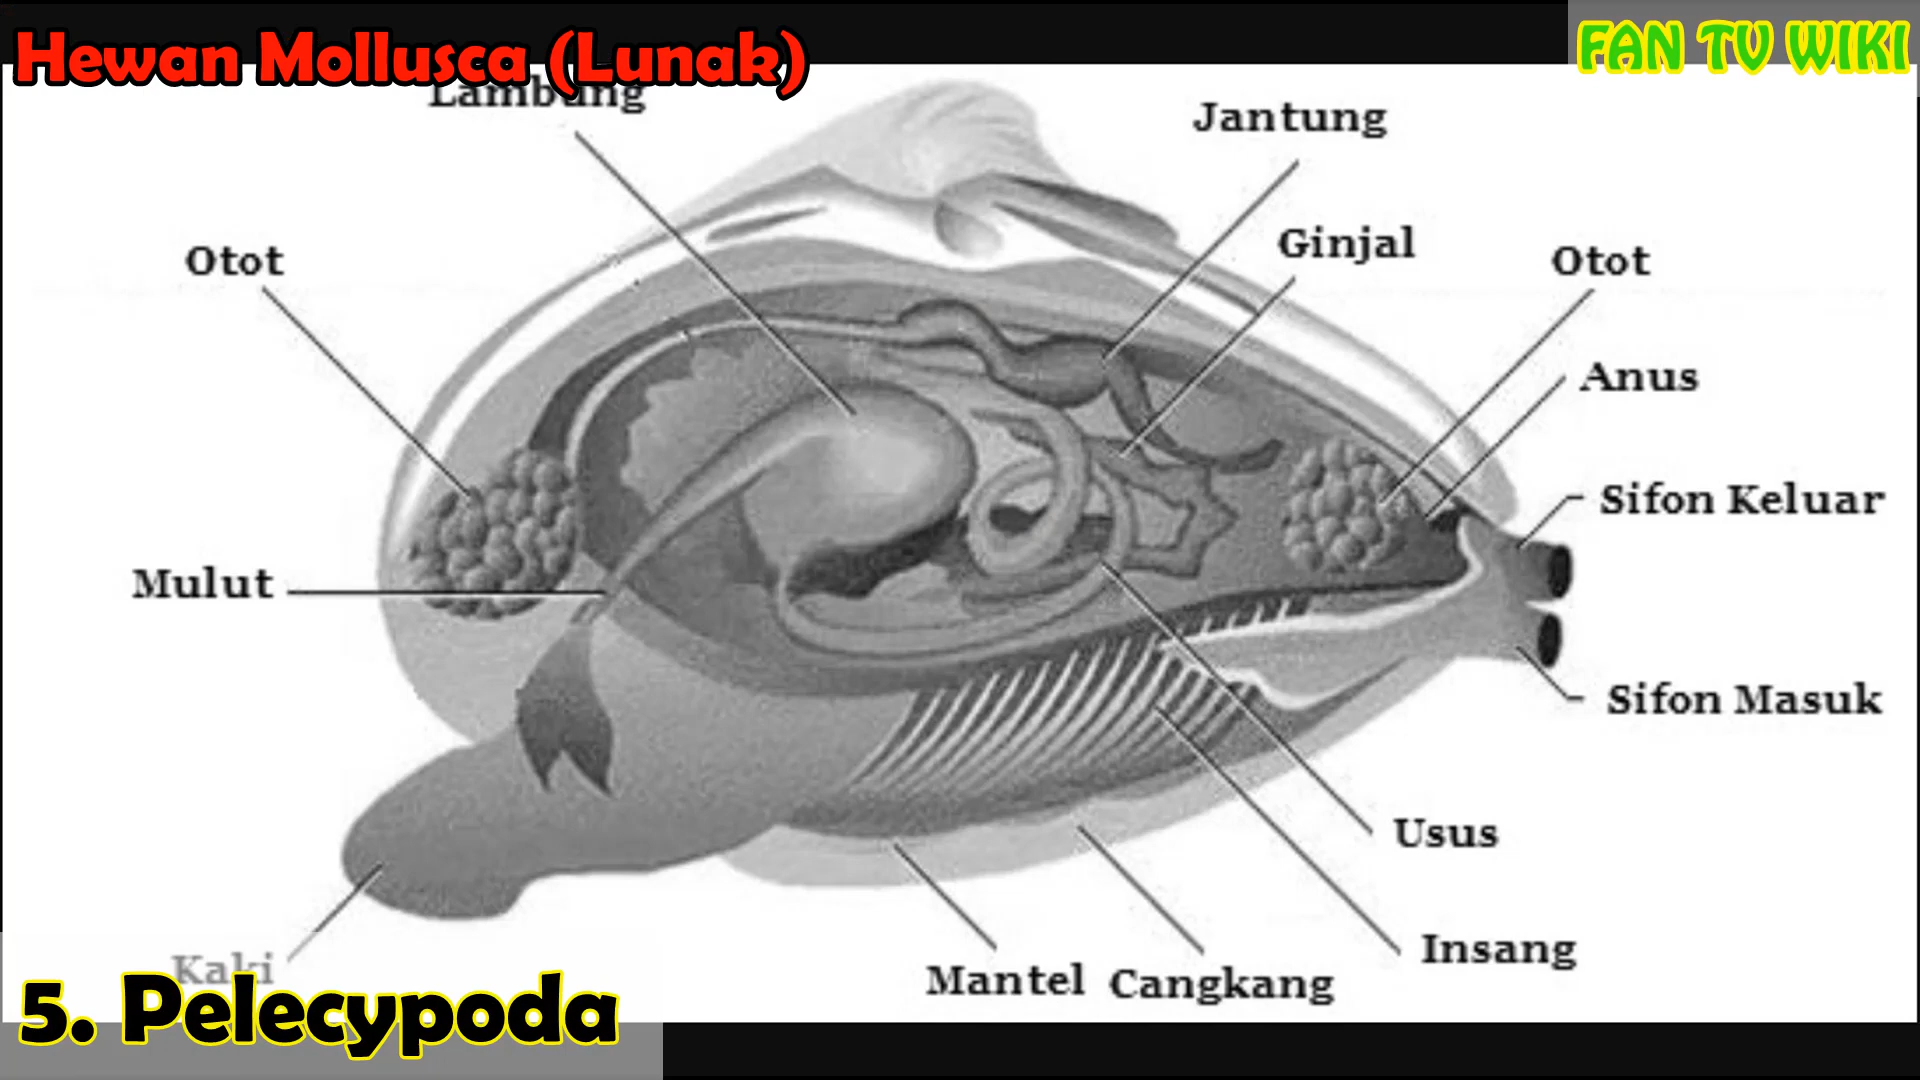 Hewan Mollusca (Lunak)
FAN TV WIKI
Lambung
Jantung
Ginjal
Otot
Otot
Anus
Sifon Keluar
Mulut
Sifon Masuk
Usus
Insang
Kaki
Mantel
Cangkang
5. Pelecypoda